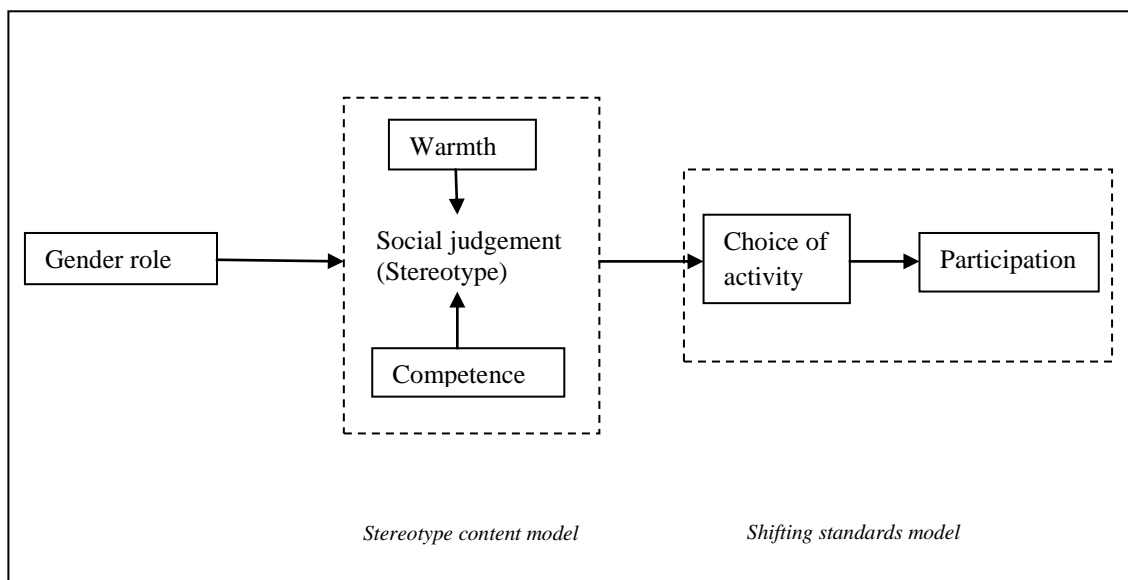 Warmth
Gender role
Social judgement
(Stereotype)
Competence
Choice of
activity
Participation
Stereotype content model
Shifting standards model